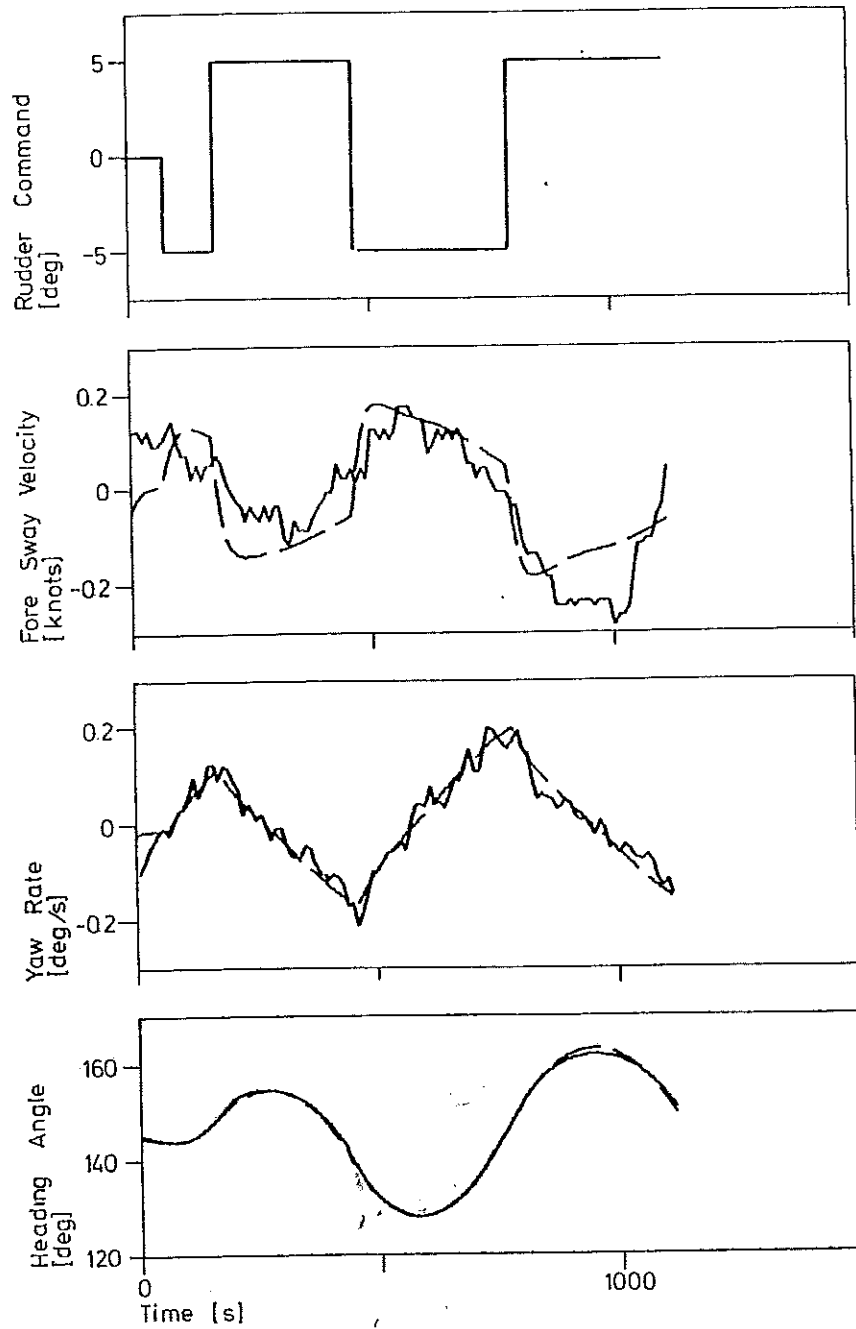 Rudder Command
[deg]
5
0
-5
Fore Sway Velocity
[knots]
0.2
0
-0.2
Yaw Rate
[deg/s]
0.2
0
-0.2
Heading Angle
[deg]
160
140
120
0
1000
Time [s]